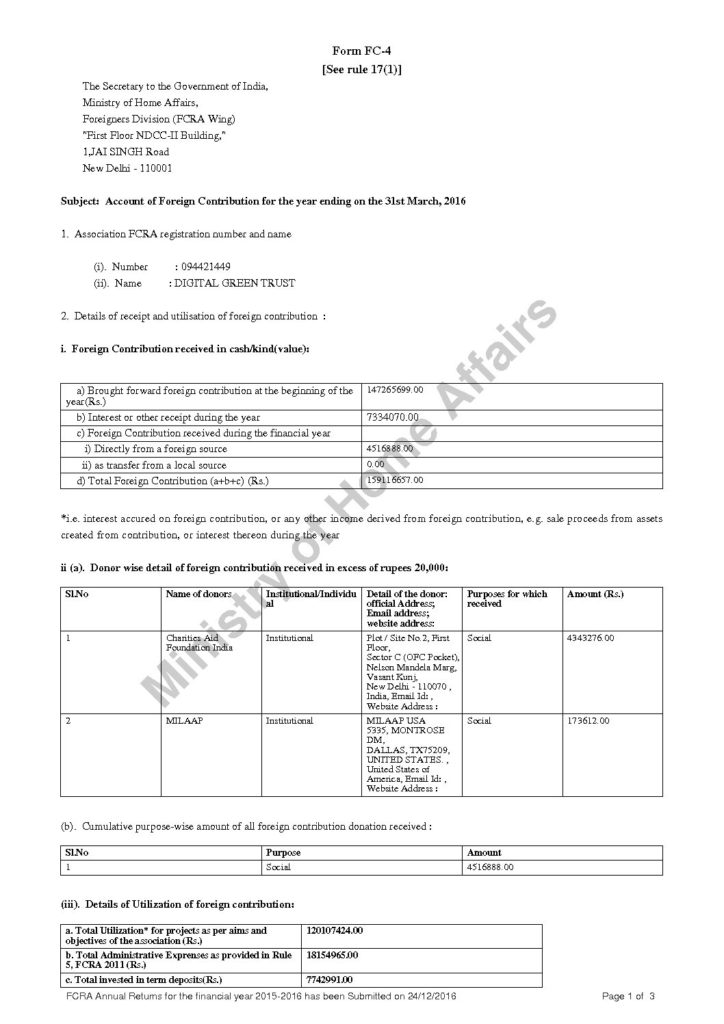 Form FC-4
[See rule 17(1)]
The Secretary to the Government of India,
Ministry of Home Affairs,
Foreigners Division (FCRA Wing)
"First Floor NDCC-II Building,"
1,JAI SINGH Road
New Delhi - 110001
Subject: Account of Foreign Contribution for the year ending on the 31st March, 2016
1. Association FCRA registration number and name
(i). Number : 094421449
(ii). Name : DIGITAL GREEN TRUST
2. Details of receipt and utilisation of foreign contribution :
i. Foreign Contribution received in cash/kind(value):
a) Brought forward foreign contribution at the beginning of the year(Rs.) 147265699.00
b) Interest or other receipt during the year 7334070.00
c) Foreign Contribution received during the financial year
i) Directly from a foreign source 4516888.00
ii) as transfer from a local source 0.00
d) Total Foreign Contribution (a+b+c) (Rs.) 159116657.00
*i.e. interest accured on foreign contribution, or any other income derived from foreign contribution, e.g. sale proceeds from assets
created from contribution, or interest thereon during the year
ii (a). Donor wise detail of foreign contribution received in excess of rupees 20,000:
Sl.No Name of donors Institutional/Individual Detail of the donor: official Address; Email address; website address: Purposes for which received Amount (Rs.)
1 Charities Aid Foundation India Institutional Plot / Site No.2, First Floor, Sector C (OFC Pocket), Nelson Mandela Marg, Vasant Kunj, New Delhi - 110070 , India, Email Id: , Website Address : Social 4343276.00
2 MILAAP Institutional MILAAP USA 5335, MONTROSE DM, DALLAS, TX75209, UNITED STATES. , United States of America, Email Id: , Website Address : Social 173612.00
(b). Cumulative purpose-wise amount of all foreign contribution donation received :
Sl.No Purpose Amount
1 Social 4516888.00
(iii). Details of Utilization of foreign contribution:
a. Total Utilization* for projects as per aims and objectives of the association (Rs.) 120107424.00
b. Total Administrative Exprenses as provided in Rule 5, FCRA 2011 (Rs.) 18154965.00
c. Total invested in term deposits(Rs.) 7742991.00
FCRA Annual Returns for the financial year 2015-2016 has been Submitted on 24/12/2016 Page 1 of 3
Ministry of Home Affairs